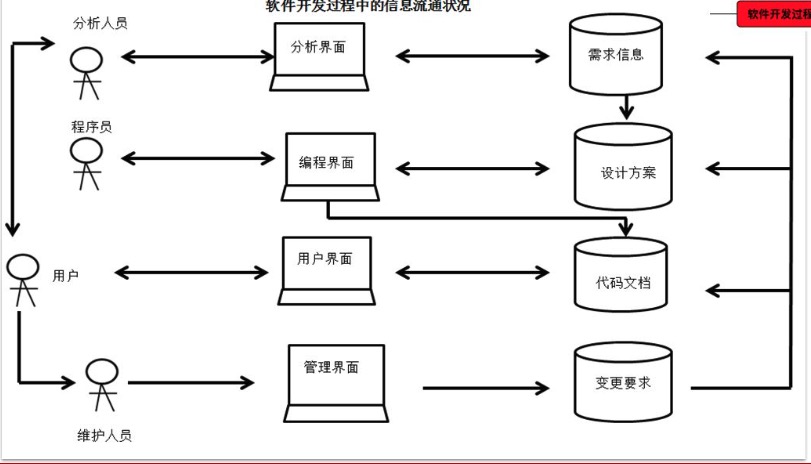 软件开发过程中的信息流通状况
软件开发过程
分析人员
分析界面
需求信息
程序员
编程界面
设计方案
用户
用户界面
代码文档
管理界面
变更要求
维护人员